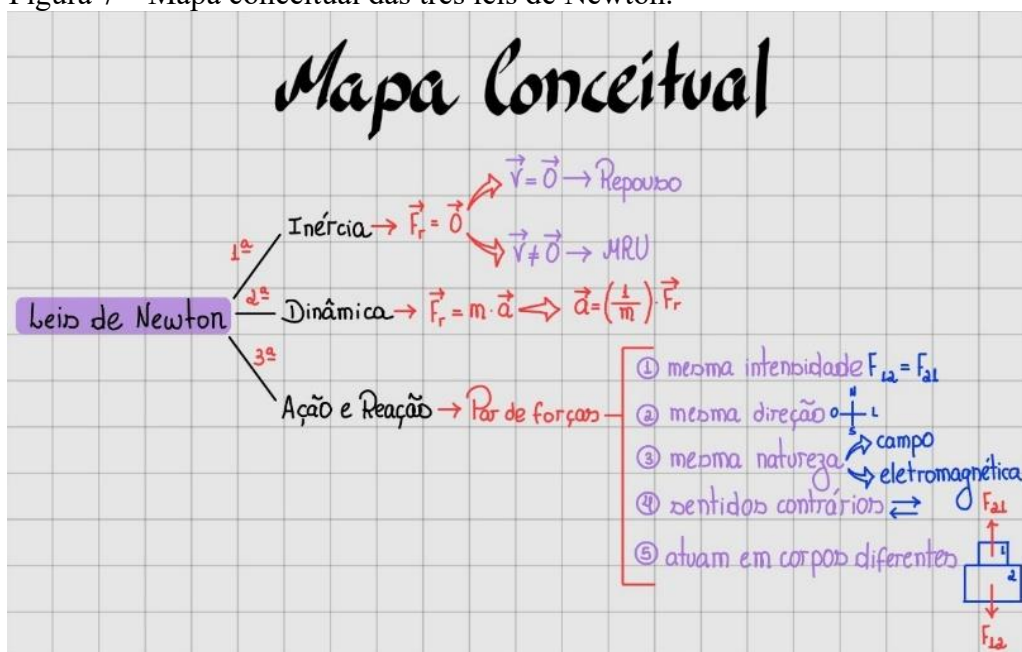 Figura 7 – Mapa conceitual das três leis de Newton.
Mapa Conceitual
Leis de Newton
1ª
Inércia → F⃗r = 0⃗
v⃗ = 0⃗ → Repouso
v⃗ ≠ 0⃗ → MRU
2ª
Dinâmica → F⃗r = m · a⃗ ⇔ a⃗ = (1/m) · F⃗r
3ª
Ação e Reação → Par de forças
① mesma intensidade F12 = F21
② mesma direção N O L S
③ mesma natureza
campo
eletromagnética
④ sentidos contrários ⇄
⑤ atuam em corpos diferentes
F21
1
2
F12